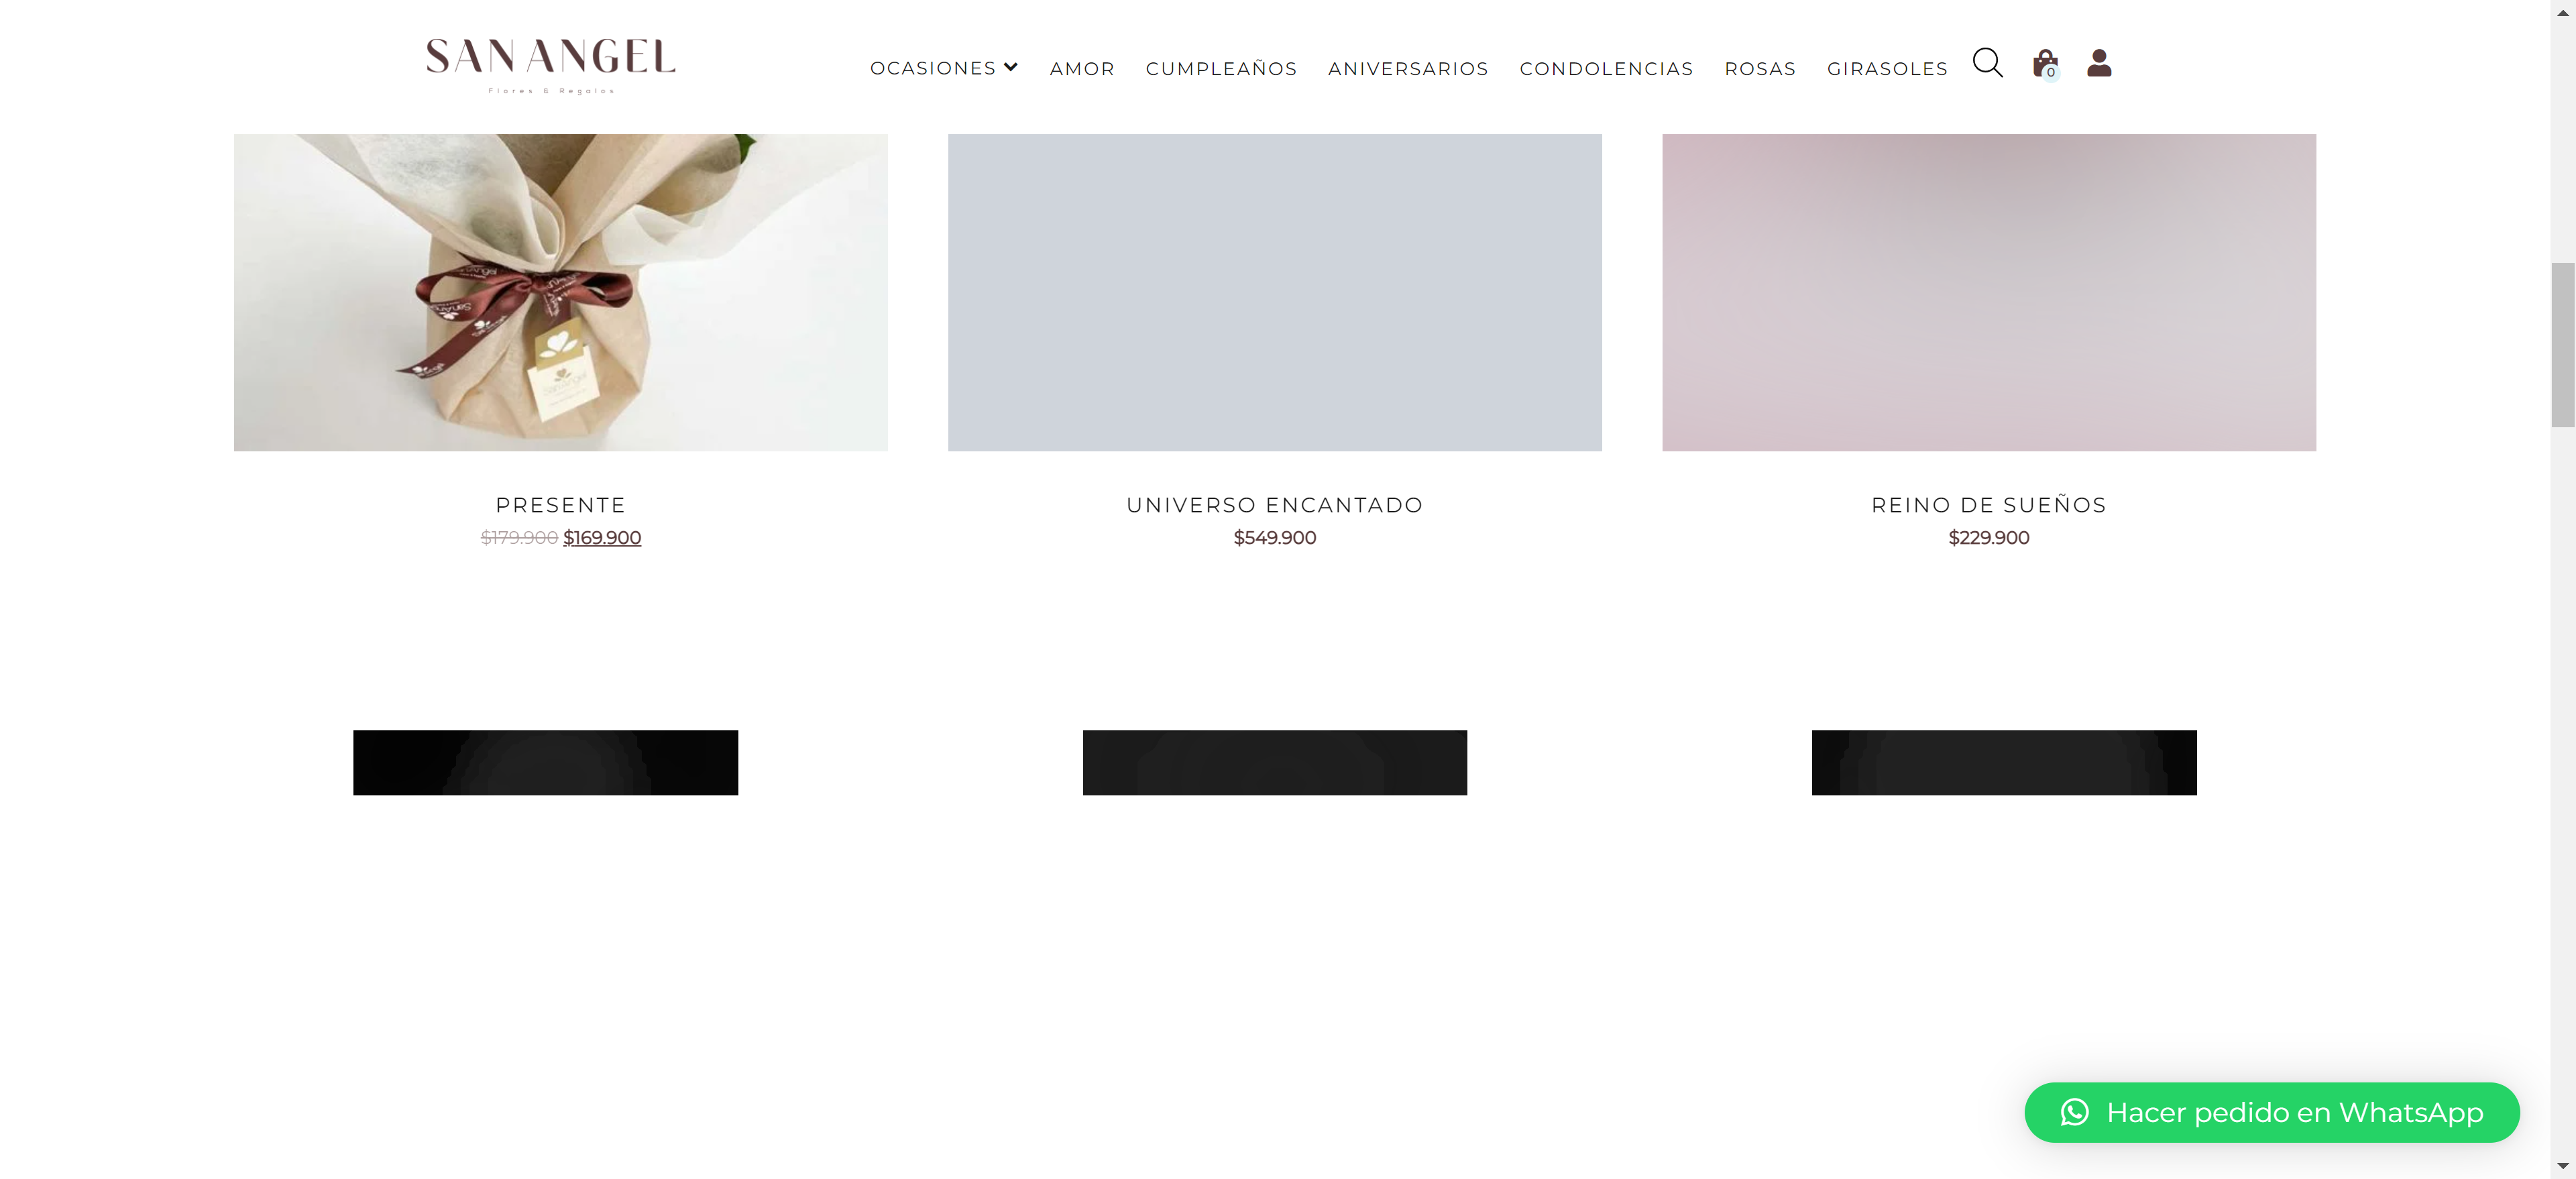 SAN ANGEL
Flores & Regalos
OCASIONES
AMOR
CUMPLEAÑOS
ANIVERSARIOS
CONDOLENCIAS
ROSAS
GIRASOLES
0
SanAngel
PRESENTE
$179.900 $169.900
UNIVERSO ENCANTADO
$549.900
REINO DE SUEÑOS
$229.900
Hacer pedido en WhatsApp